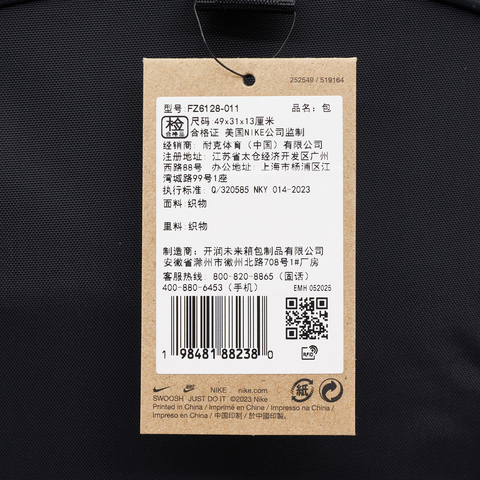 252549 / 519164
型号: FZ6128-011 品名: 包
检 合格品 尺码: 49x31x13厘米
合格证 美国NIKE公司监制
经销商: 耐克体育（中国）有限公司
注册地址: 江苏省太仓经济开发区广州
西路88号 办公地址: 上海市杨浦区江
湾城路99号1座
执行标准: Q/320585 NKY 014-2023
面料: 织物
里料: 织物
制造商: 开润未来箱包制品有限公司
安徽省滁州市徽州北路708号1#厂房
客服热线: 800-820-8865（固话）
400-880-6453（手机） EMH 052025
1 98481 88238 0
RFID
NIKE nike.com
SWOOSH JUST DO IT ©2023 Nike
Printed in China / Imprimé en Chine / Impresso na China /
Impreso en China / 中国印制 / 於中國印製。
紙